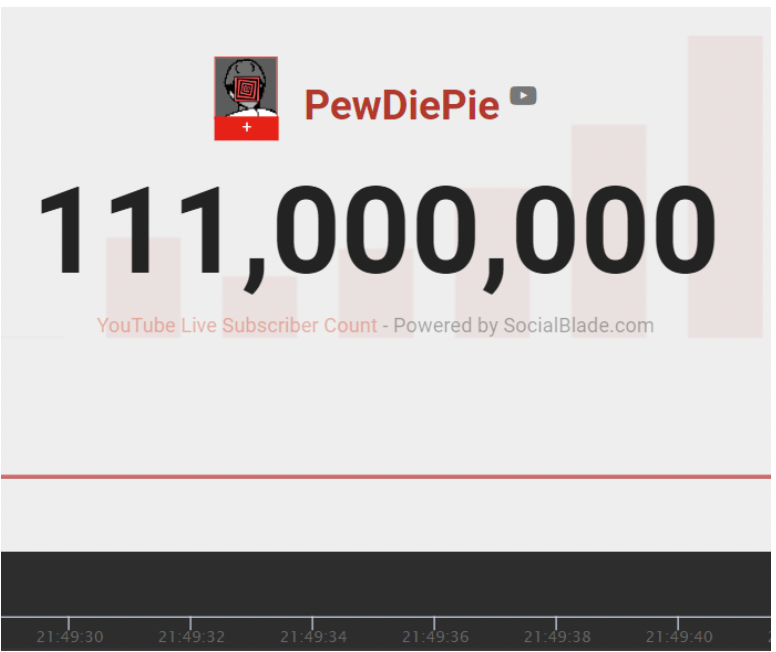 PewDiePie
+
111,000,000
YouTube Live Subscriber Count - Powered by SocialBlade.com
21:49:30 21:49:32 21:49:34 21:49:36 21:49:38 21:49:40